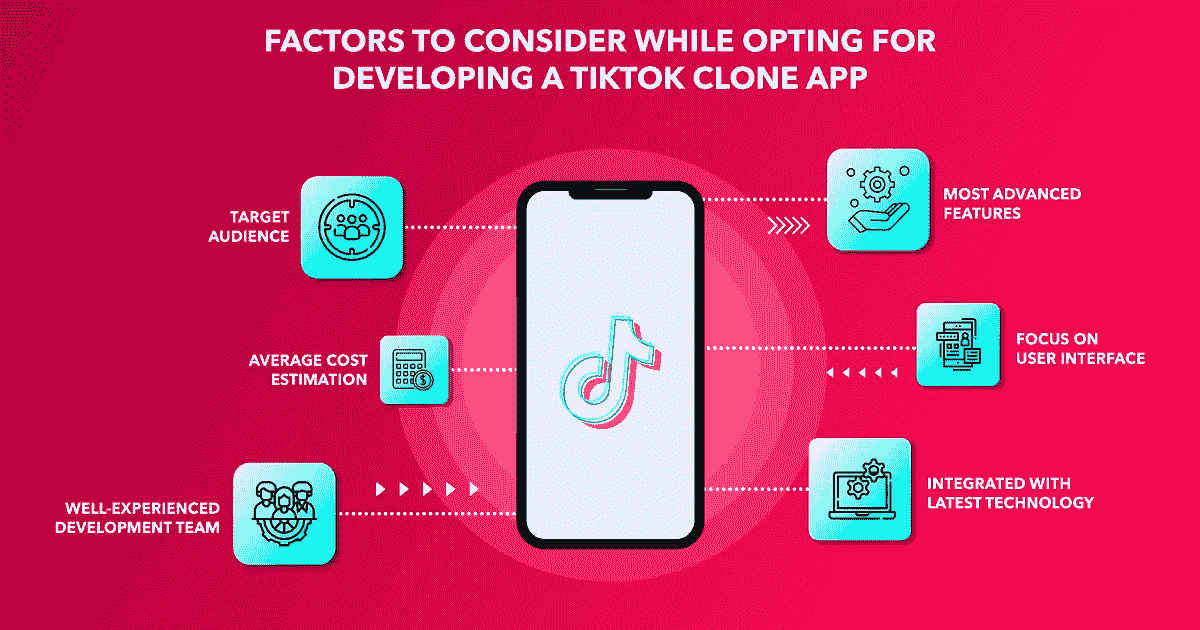 FACTORS TO CONSIDER WHILE OPTING FOR
DEVELOPING A TIKTOK CLONE APP
TARGET
AUDIENCE
AVERAGE COST
ESTIMATION
WELL-EXPERIENCED
DEVELOPMENT TEAM
MOST ADVANCED
FEATURES
FOCUS ON
USER INTERFACE
INTEGRATED WITH
LATEST TECHNOLOGY